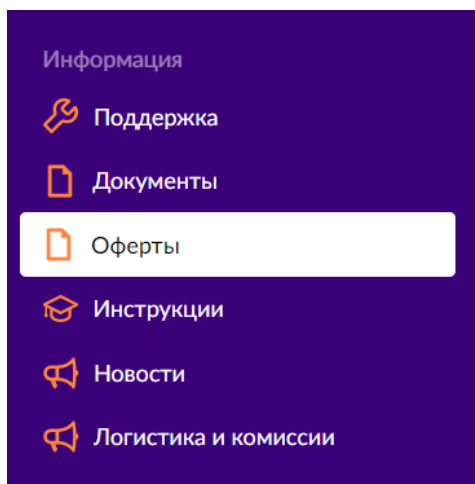 Информация
Поддержка
Документы
Оферты
Инструкции
Новости
Логистика и комиссии